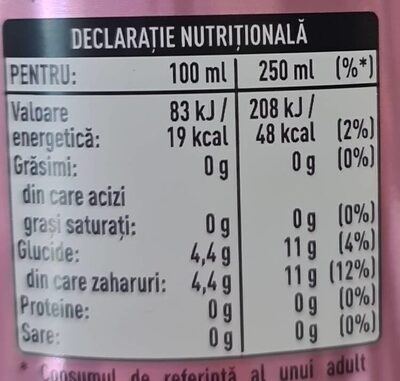 DECLARAȚIE NUTRIȚIONALĂ
PENTRU: 100 ml 250 ml (%*)
Valoare 83 kJ / 208 kJ /
energetică: 19 kcal 48 kcal (2%)
Grăsimi: 0 g 0 g (0%)
din care acizi
grași saturați: 0 g 0 g (0%)
Glucide: 4,4 g 11 g (4%)
din care zaharuri: 4,4 g 11 g (12%)
Proteine: 0 g 0 g (0%)
Sare: 0 g 0 g (0%)
* Consumul de referință al unui adult